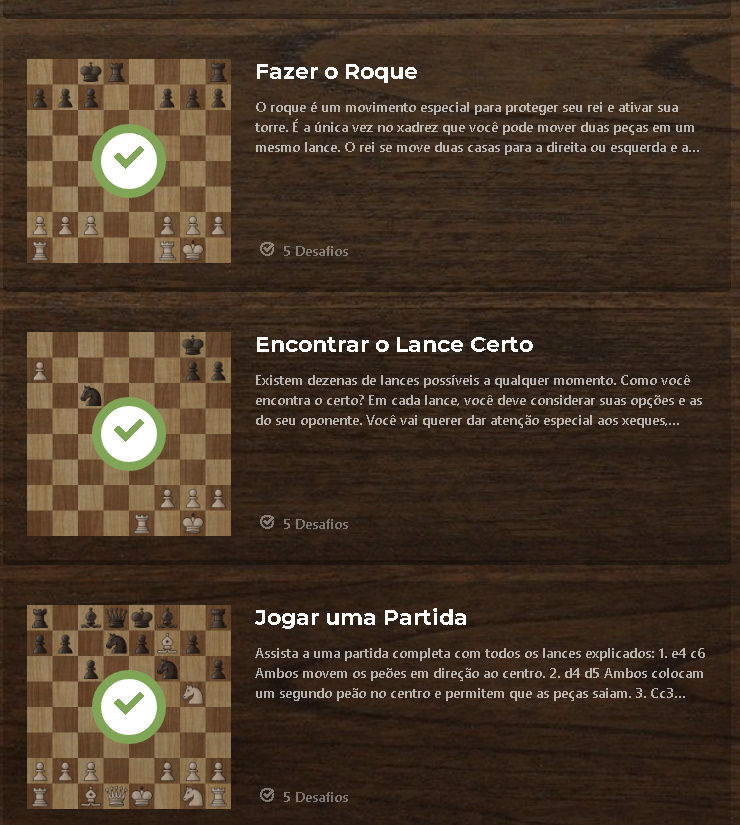 Fazer o Roque
O roque é um movimento especial para proteger seu rei e ativar sua
torre. É a única vez no xadrez que você pode mover duas peças em um
mesmo lance. O rei se move duas casas para a direita ou esquerda e a...
5 Desafios
Encontrar o Lance Certo
Existem dezenas de lances possíveis a qualquer momento. Como você
encontra o certo? Em cada lance, você deve considerar suas opções e as
do seu oponente. Você vai querer dar atenção especial aos xeques,...
5 Desafios
Jogar uma Partida
Assista a uma partida completa com todos os lances explicados: 1. e4 c6
Ambos movem os peões em direção ao centro. 2. d4 d5 Ambos colocam
um segundo peão no centro e permitem que as peças saiam. 3. Cc3...
5 Desafios